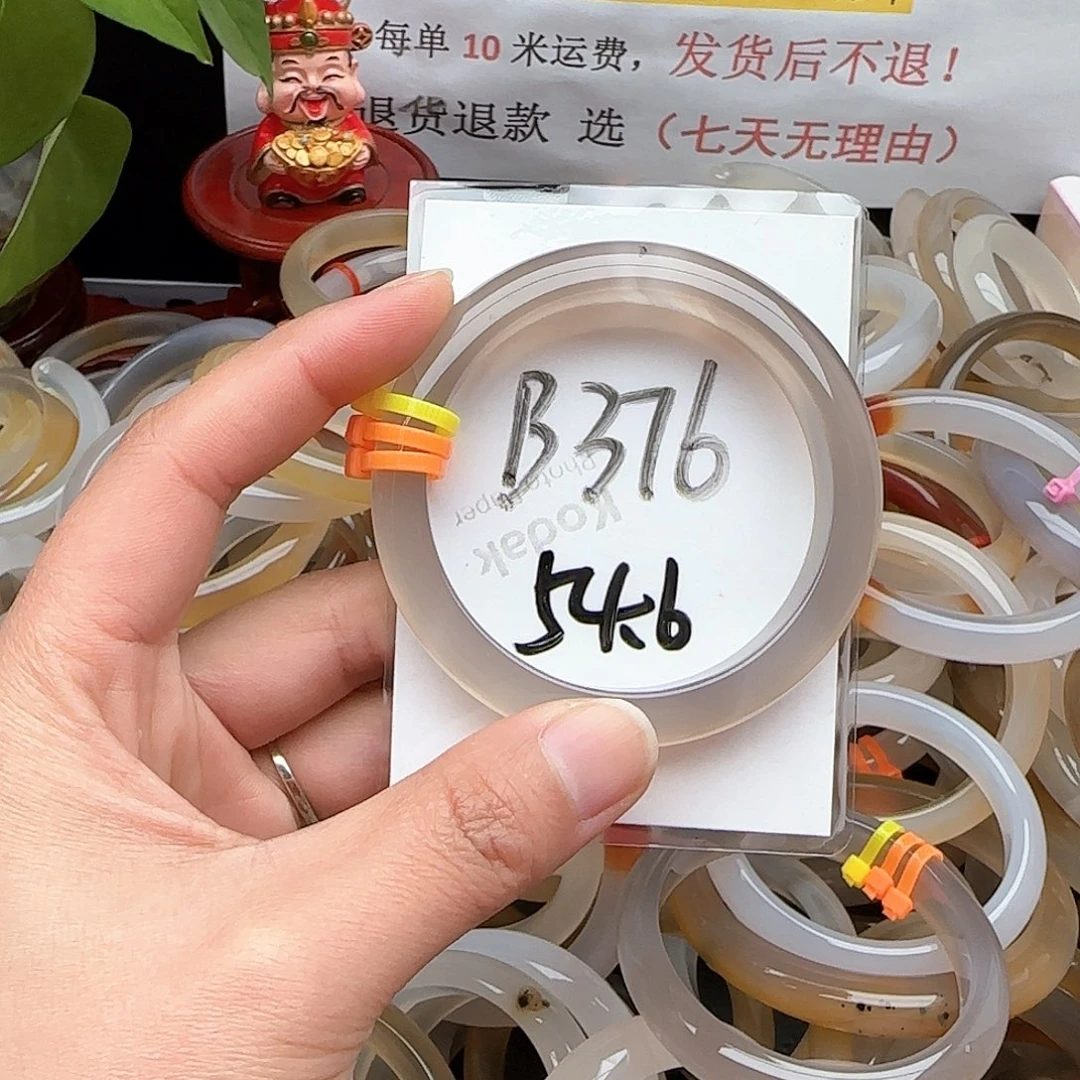 每单 10 米运费，发货后不退！
退货退款 选（七天无理由）
B376
Kodak
Photo Paper
54.6